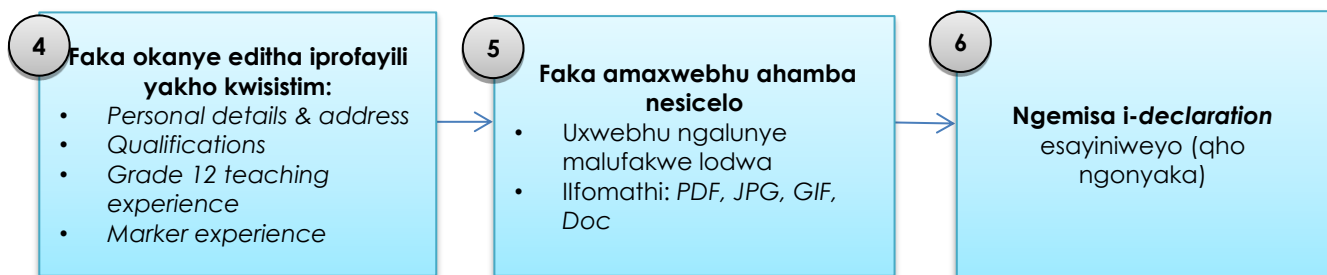 4
Faka okanye editha iprofayili
yakho kwisistim:
• Personal details & address
• Qualifications
• Grade 12 teaching
experience
• Marker experience
5
Faka amaxwebhu ahamba
nesicelo
• Uxwebhu ngalunye
malufakwe lodwa
• Ilfomathi: PDF, JPG, GIF,
Doc
6
Ngemisa i-declaration
esayiniweyo (qho
ngonyaka)